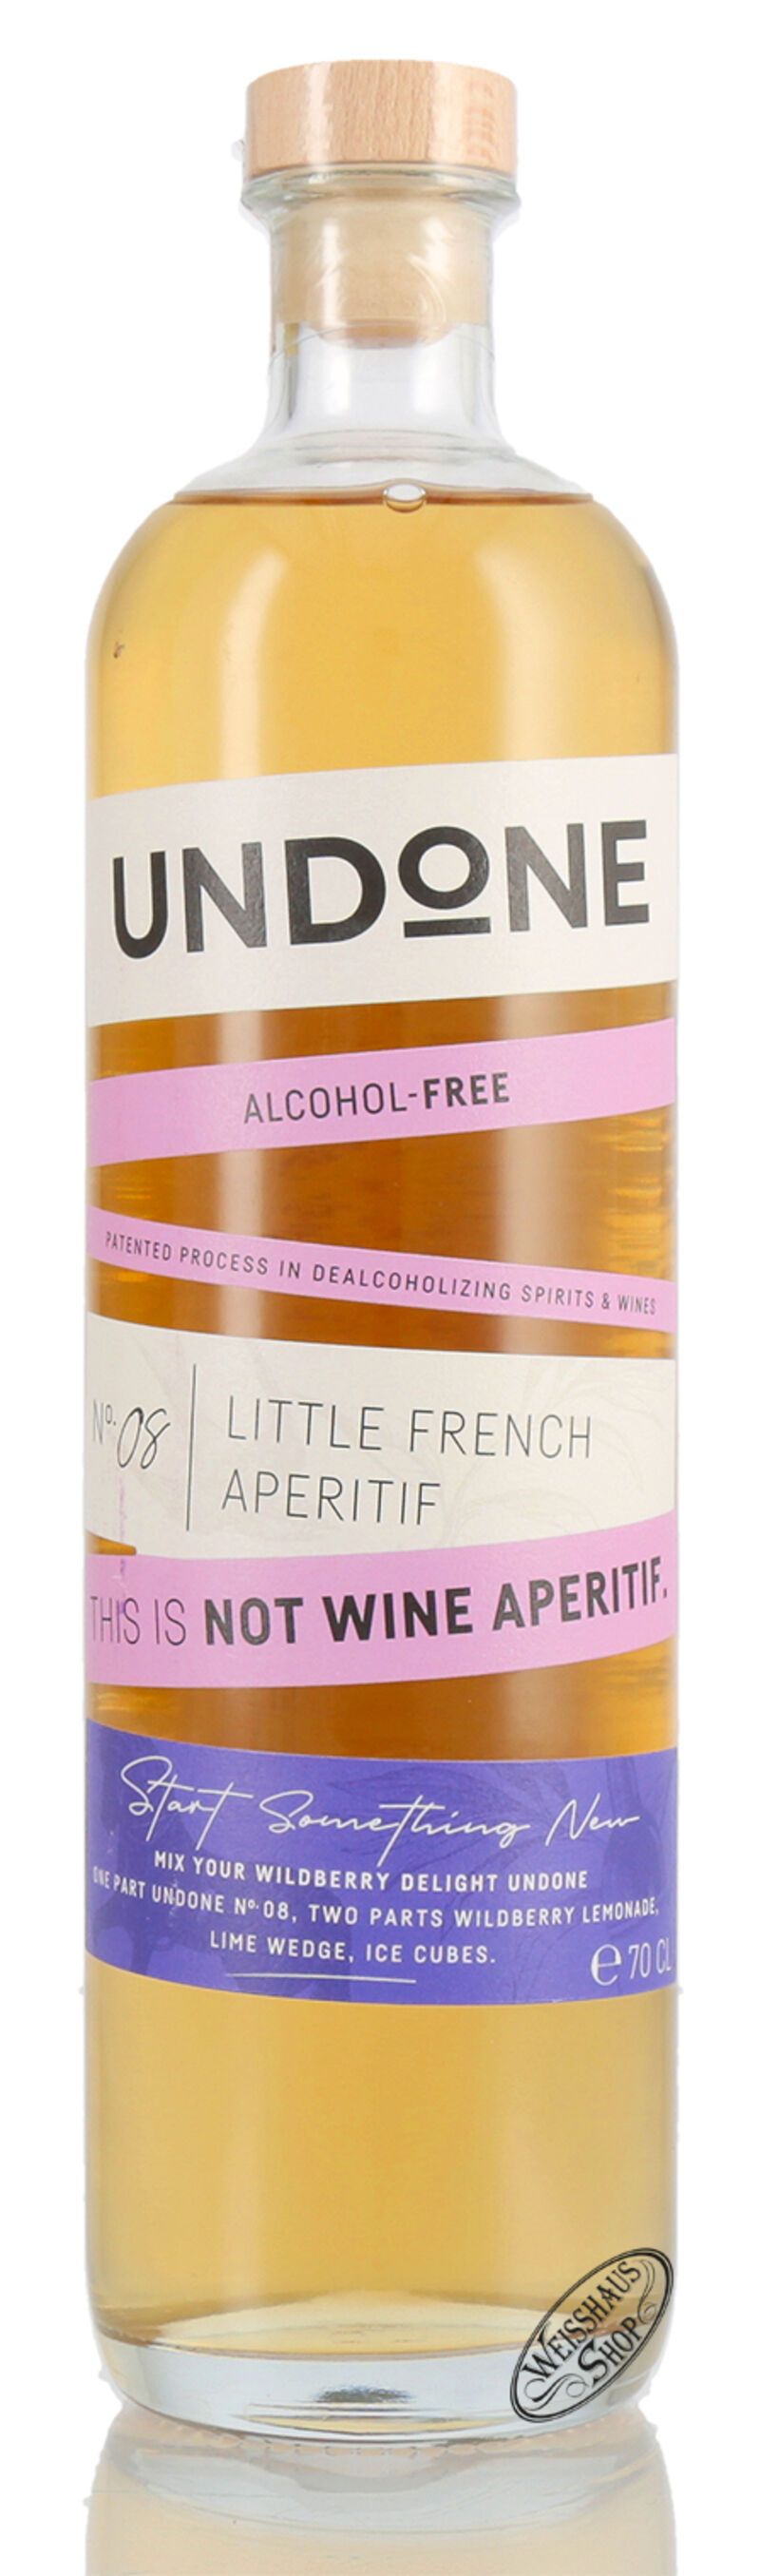 UNDONE
ALCOHOL-FREE
PATENTED PROCESS IN DEALCOHOLIZING SPIRITS & WINES
Nº. 08
LITTLE FRENCH
APERITIF
THIS IS NOT WINE APERITIF.
Start Something New
MIX YOUR WILDBERRY DELIGHT UNDONE
ONE PART UNDONE Nº. 08, TWO PARTS WILDBERRY LEMONADE,
LIME WEDGE, ICE CUBES.
℮ 70 CL
WEISSHAUS
SHOP